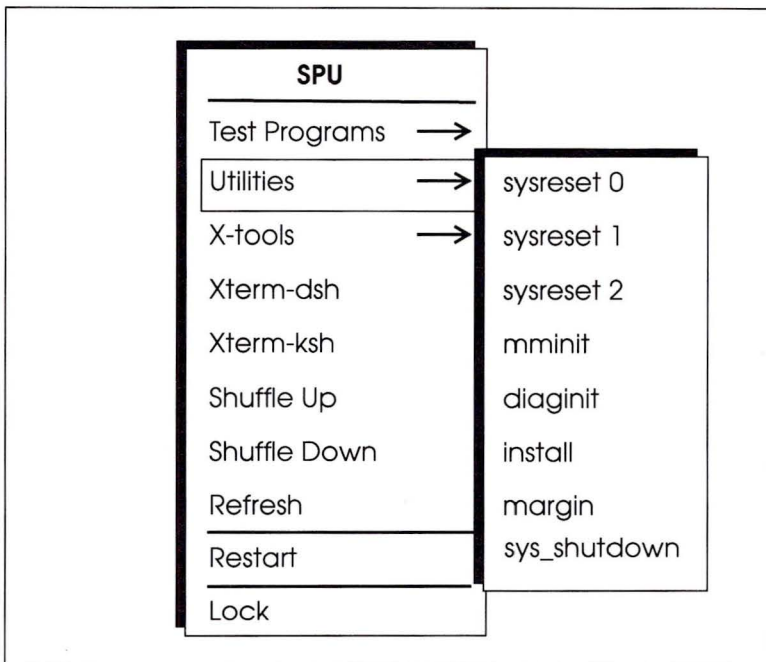 SPU
Test Programs →
Utilities →
X-tools →
Xterm-dsh
Xterm-ksh
Shuffle Up
Shuffle Down
Refresh
Restart
Lock
sysreset 0
sysreset 1
sysreset 2
mminit
diaginit
install
margin
sys_shutdown